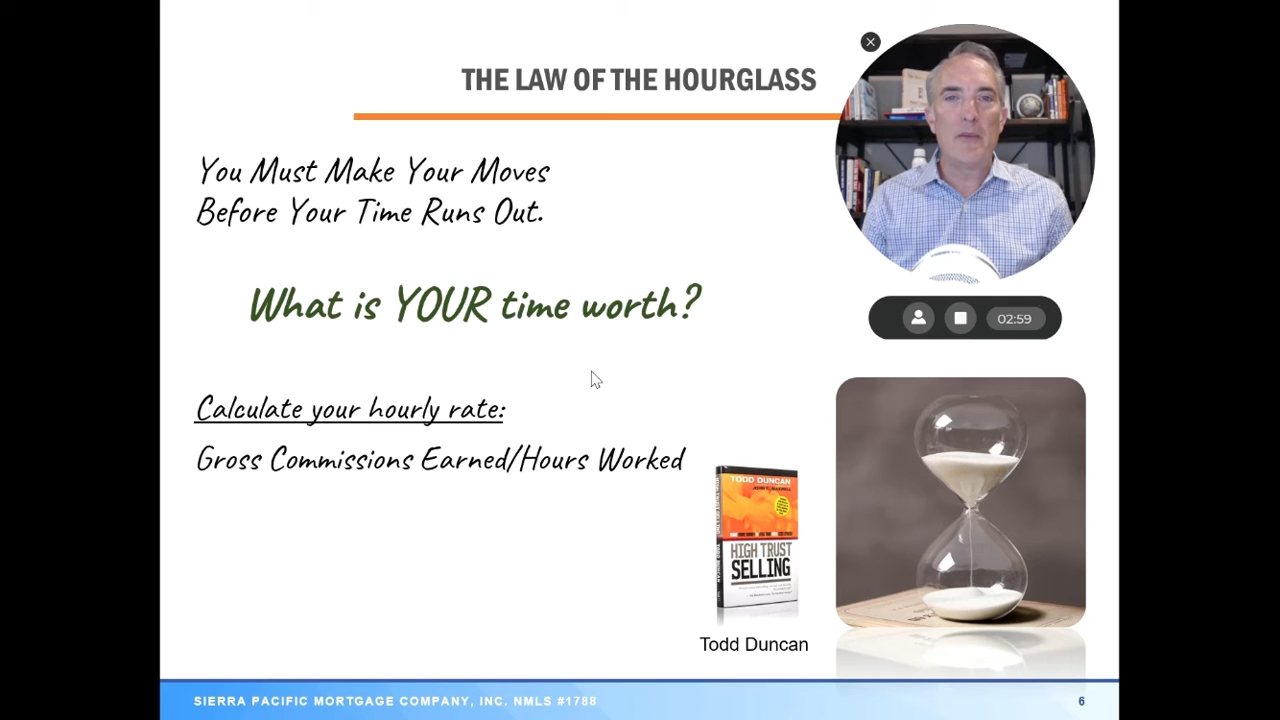 THE LAW OF THE HOURGLASS
You Must Make Your Moves
Before Your Time Runs Out.
What is YOUR time worth?
02:59
Calculate your hourly rate:
Gross Commissions Earned/Hours Worked
TODD DUNCAN
JOHN C. MAXWELL
HIGH TRUST
SELLING
Todd Duncan
SIERRA PACIFIC MORTGAGE COMPANY, INC. NMLS #1788
6